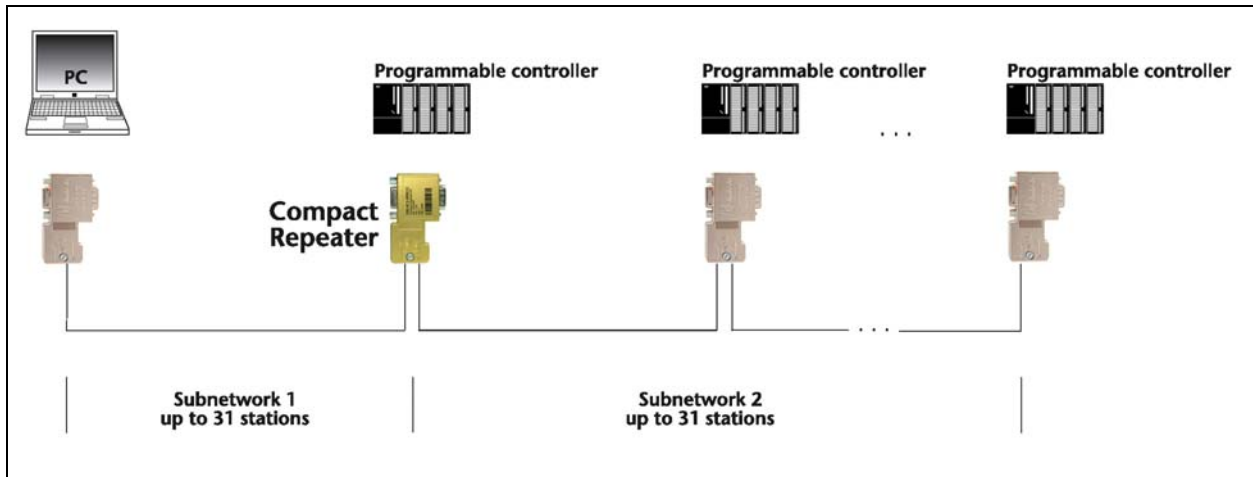 PC
Programmable controller
Programmable controller
Programmable controller
. . .
Compact
Repeater
. . .
Subnetwork 1
up to 31 stations
Subnetwork 2
up to 31 stations